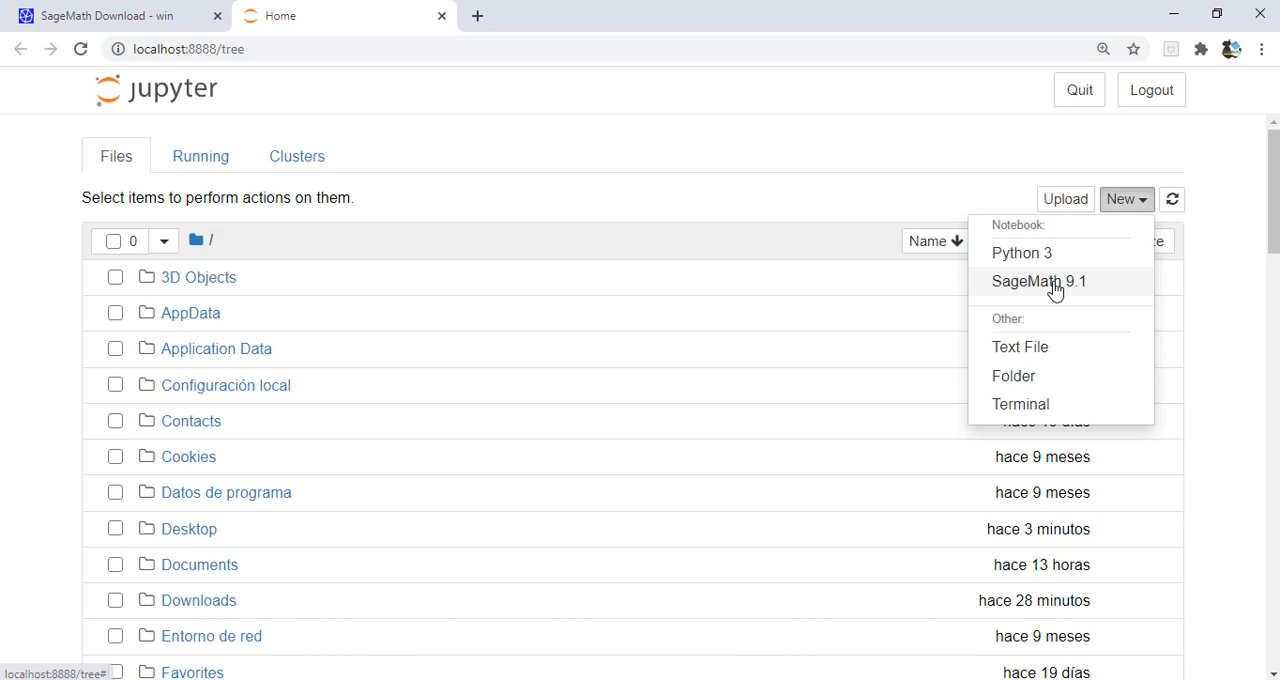 SageMath Download - win
Home
localhost:8888/tree
jupyter
Quit
Logout
Files
Running
Clusters
Select items to perform actions on them.
Upload
New
0
/
Name
Notebook:
Python 3
SageMath 9.1
Other:
Text File
Folder
Terminal
3D Objects
AppData
Application Data
Configuración local
Contacts
Cookies
hace 9 meses
Datos de programa
hace 9 meses
Desktop
hace 3 minutos
Documents
hace 13 horas
Downloads
hace 28 minutos
Entorno de red
hace 9 meses
Favorites
hace 19 días
localhost:8888/tree#